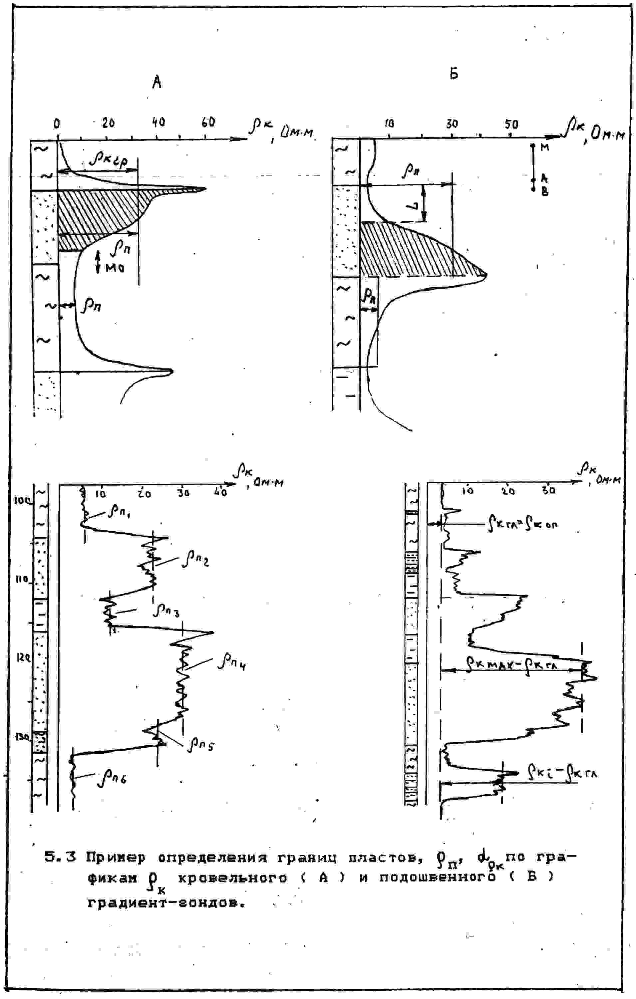 А
Б
0 20 40 60 ρк, Ом·м
10 30 50 ρк, Ом·м
М
А
В
ρк ср
ρп
L
ρп
МО
ρп
ρп
ρк, Ом·м
10 20 30 40
100
110
120
130
ρп1
ρп2
ρп3
ρп4
ρп5
ρп6
ρк, Ом·м
10 20 30
ρк гл = ρк оп
ρк мах - ρк гл
ρк i - ρк гл
5.3 Пример определения границ пластов, ρп, αρк по гра-
фикам ρк кровельного ( А ) и подошвенного ( Б )
градиент-зондов.